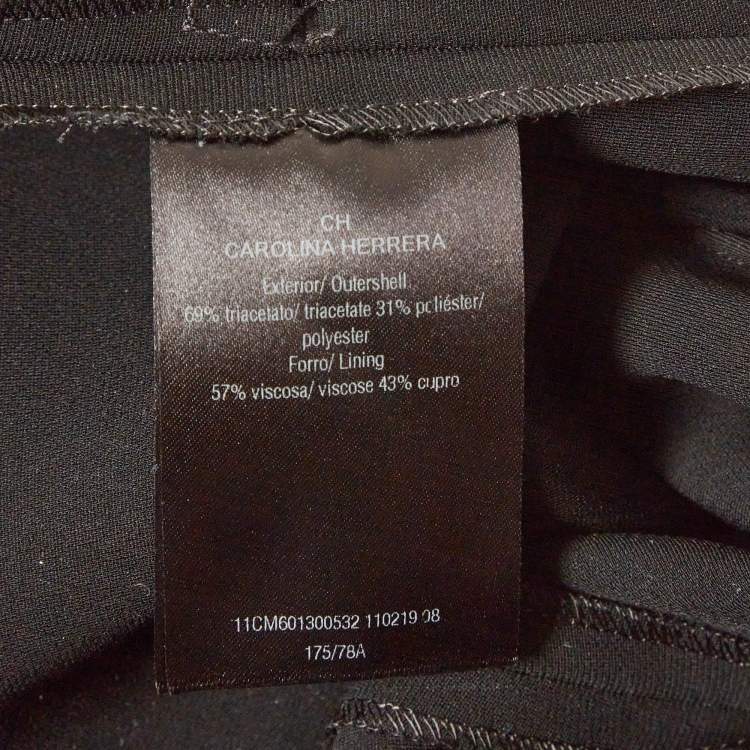 CH
CAROLINA HERRERA
Exterior/ Outershell
69% triacetato/ triacetate 31% poliéster/
polyester
Forro/ Lining
57% viscosa/ viscose 43% cupro
11CM601300532 110219 08
175/78A